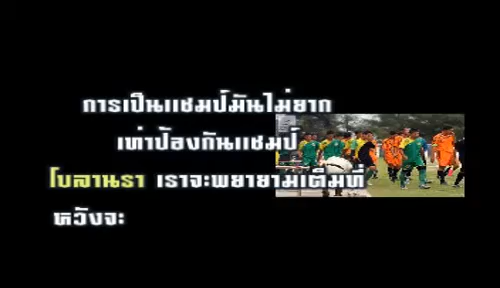 การเป็นแชมป์มันไม่ยาก
เท่าป้องกันแชมป์
โบลานรา เราจะพยายามเต็มที่
หวังจะ